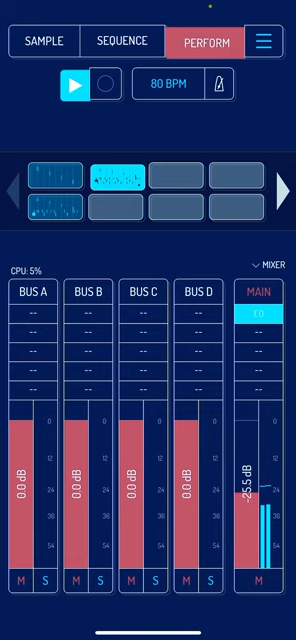 SAMPLE SEQUENCE PERFORM
80 BPM
CPU: 5% MIXER
BUS A BUS B BUS C BUS D MAIN
-- -- -- -- EQ
-- -- -- -- --
-- -- -- -- --
-- -- -- -- --
-- -- -- -- --
0 0 0 0 0
12 12 12 12 12
0.0 dB 0.0 dB 0.0 dB 0.0 dB -25.5 dB
24 24 24 24 24
36 36 36 36 36
54 54 54 54 54
M S M S M S M S M